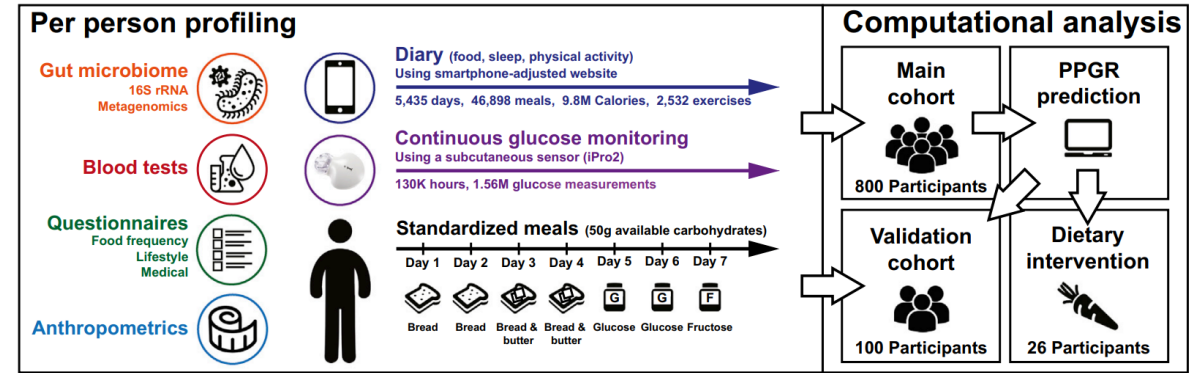 Per person profiling
Gut microbiome
16S rRNA
Metagenomics
Blood tests
Questionnaires
Food frequency
Lifestyle
Medical
Anthropometrics
Diary (food, sleep, physical activity)
Using smartphone-adjusted website
5,435 days, 46,898 meals, 9.8M Calories, 2,532 exercises
Continuous glucose monitoring
Using a subcutaneous sensor (iPro2)
130K hours, 1.56M glucose measurements
Standardized meals (50g available carbohydrates)
Day 1 Day 2 Day 3 Day 4 Day 5 Day 6 Day 7
G G F
Bread Bread Bread & Bread & Glucose Glucose Fructose
butter butter
Computational analysis
Main
cohort
800 Participants
PPGR
prediction
Validation
cohort
100 Participants
Dietary
intervention
26 Participants